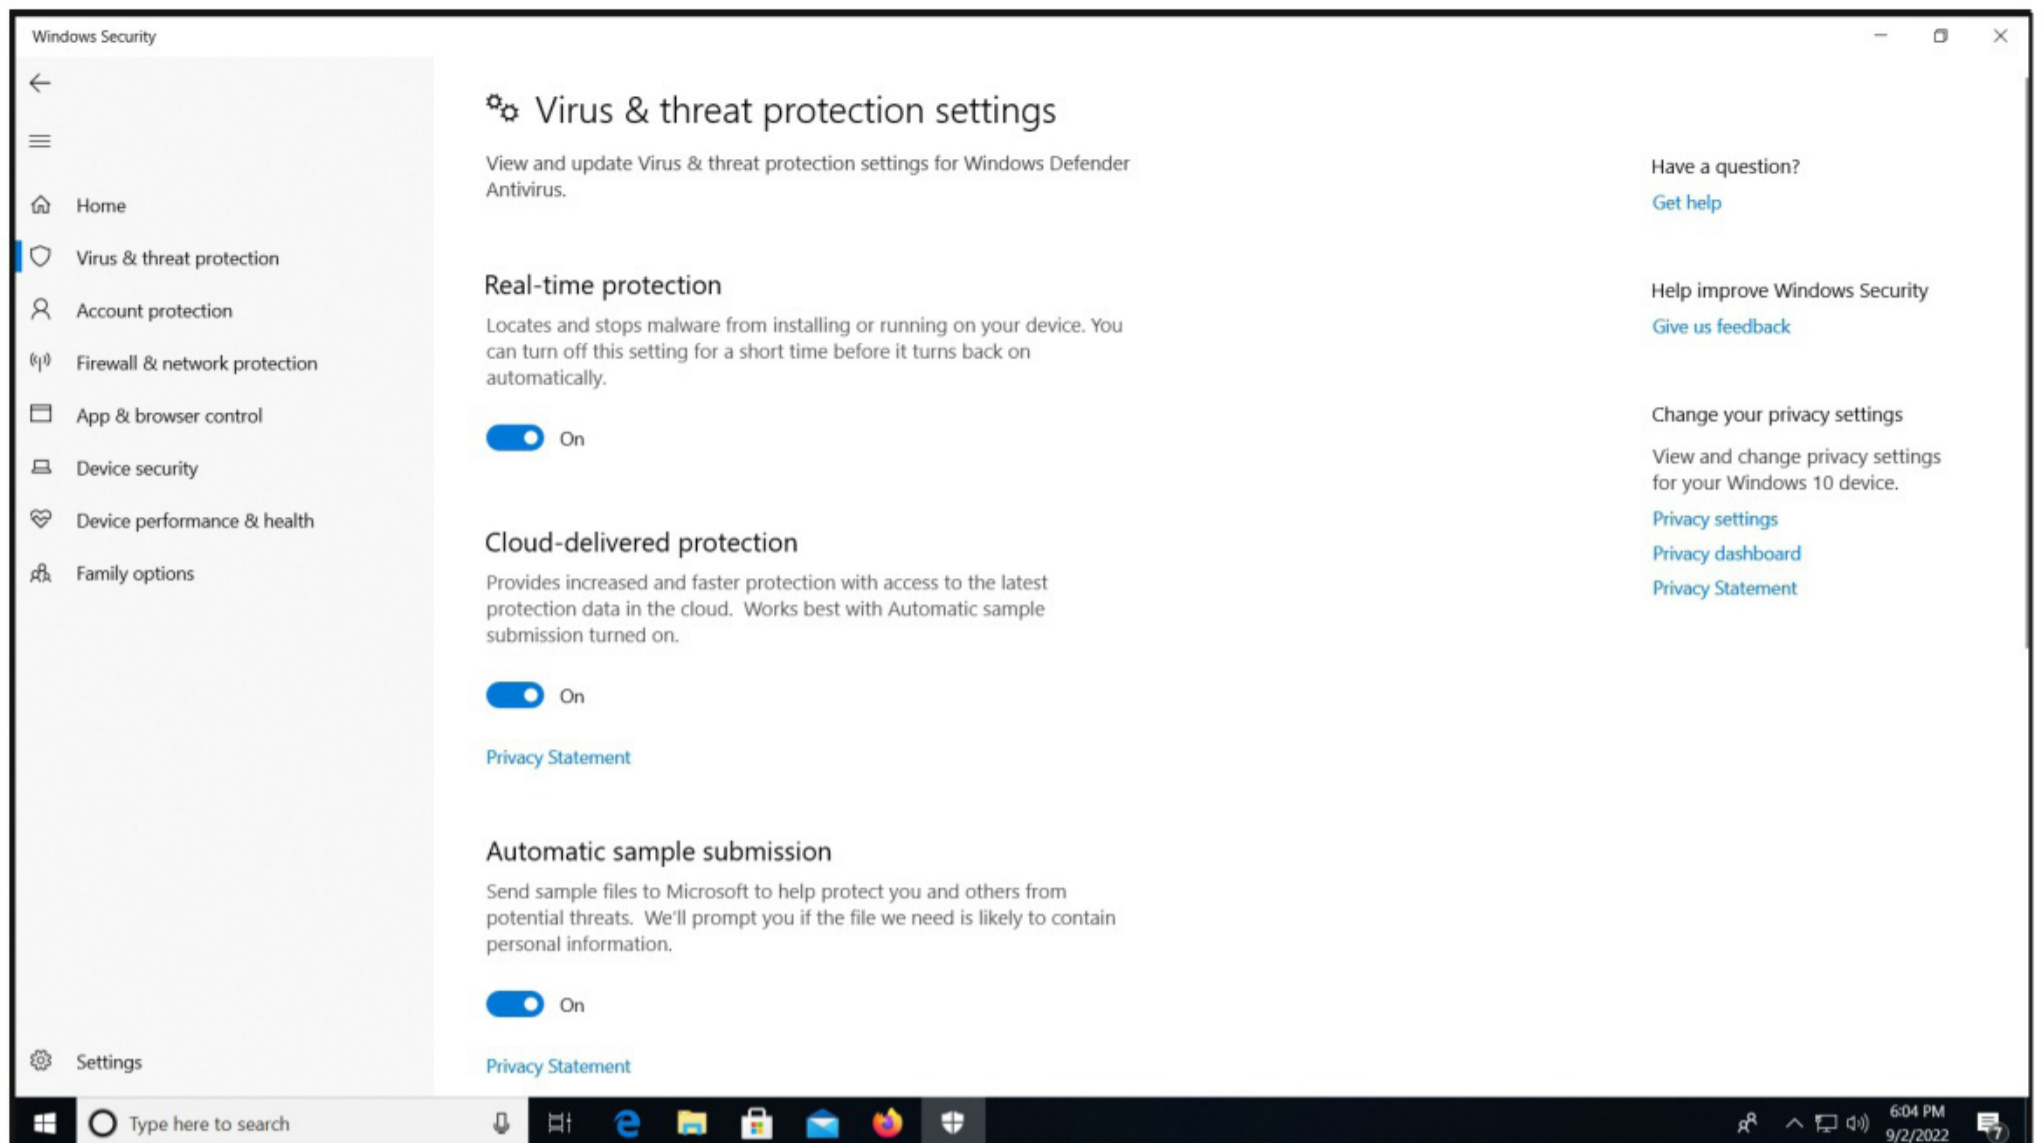 Windows Security
Home
Virus & threat protection
Account protection
Firewall & network protection
App & browser control
Device security
Device performance & health
Family options
Settings
Virus & threat protection settings
View and update Virus & threat protection settings for Windows Defender
Antivirus.
Real-time protection
Locates and stops malware from installing or running on your device. You
can turn off this setting for a short time before it turns back on
automatically.
On
Cloud-delivered protection
Provides increased and faster protection with access to the latest
protection data in the cloud. Works best with Automatic sample
submission turned on.
On
Privacy Statement
Automatic sample submission
Send sample files to Microsoft to help protect you and others from
potential threats. We'll prompt you if the file we need is likely to contain
personal information.
On
Privacy Statement
Have a question?
Get help
Help improve Windows Security
Give us feedback
Change your privacy settings
View and change privacy settings
for your Windows 10 device.
Privacy settings
Privacy dashboard
Privacy Statement
Type here to search
6:04 PM
9/2/2022
7